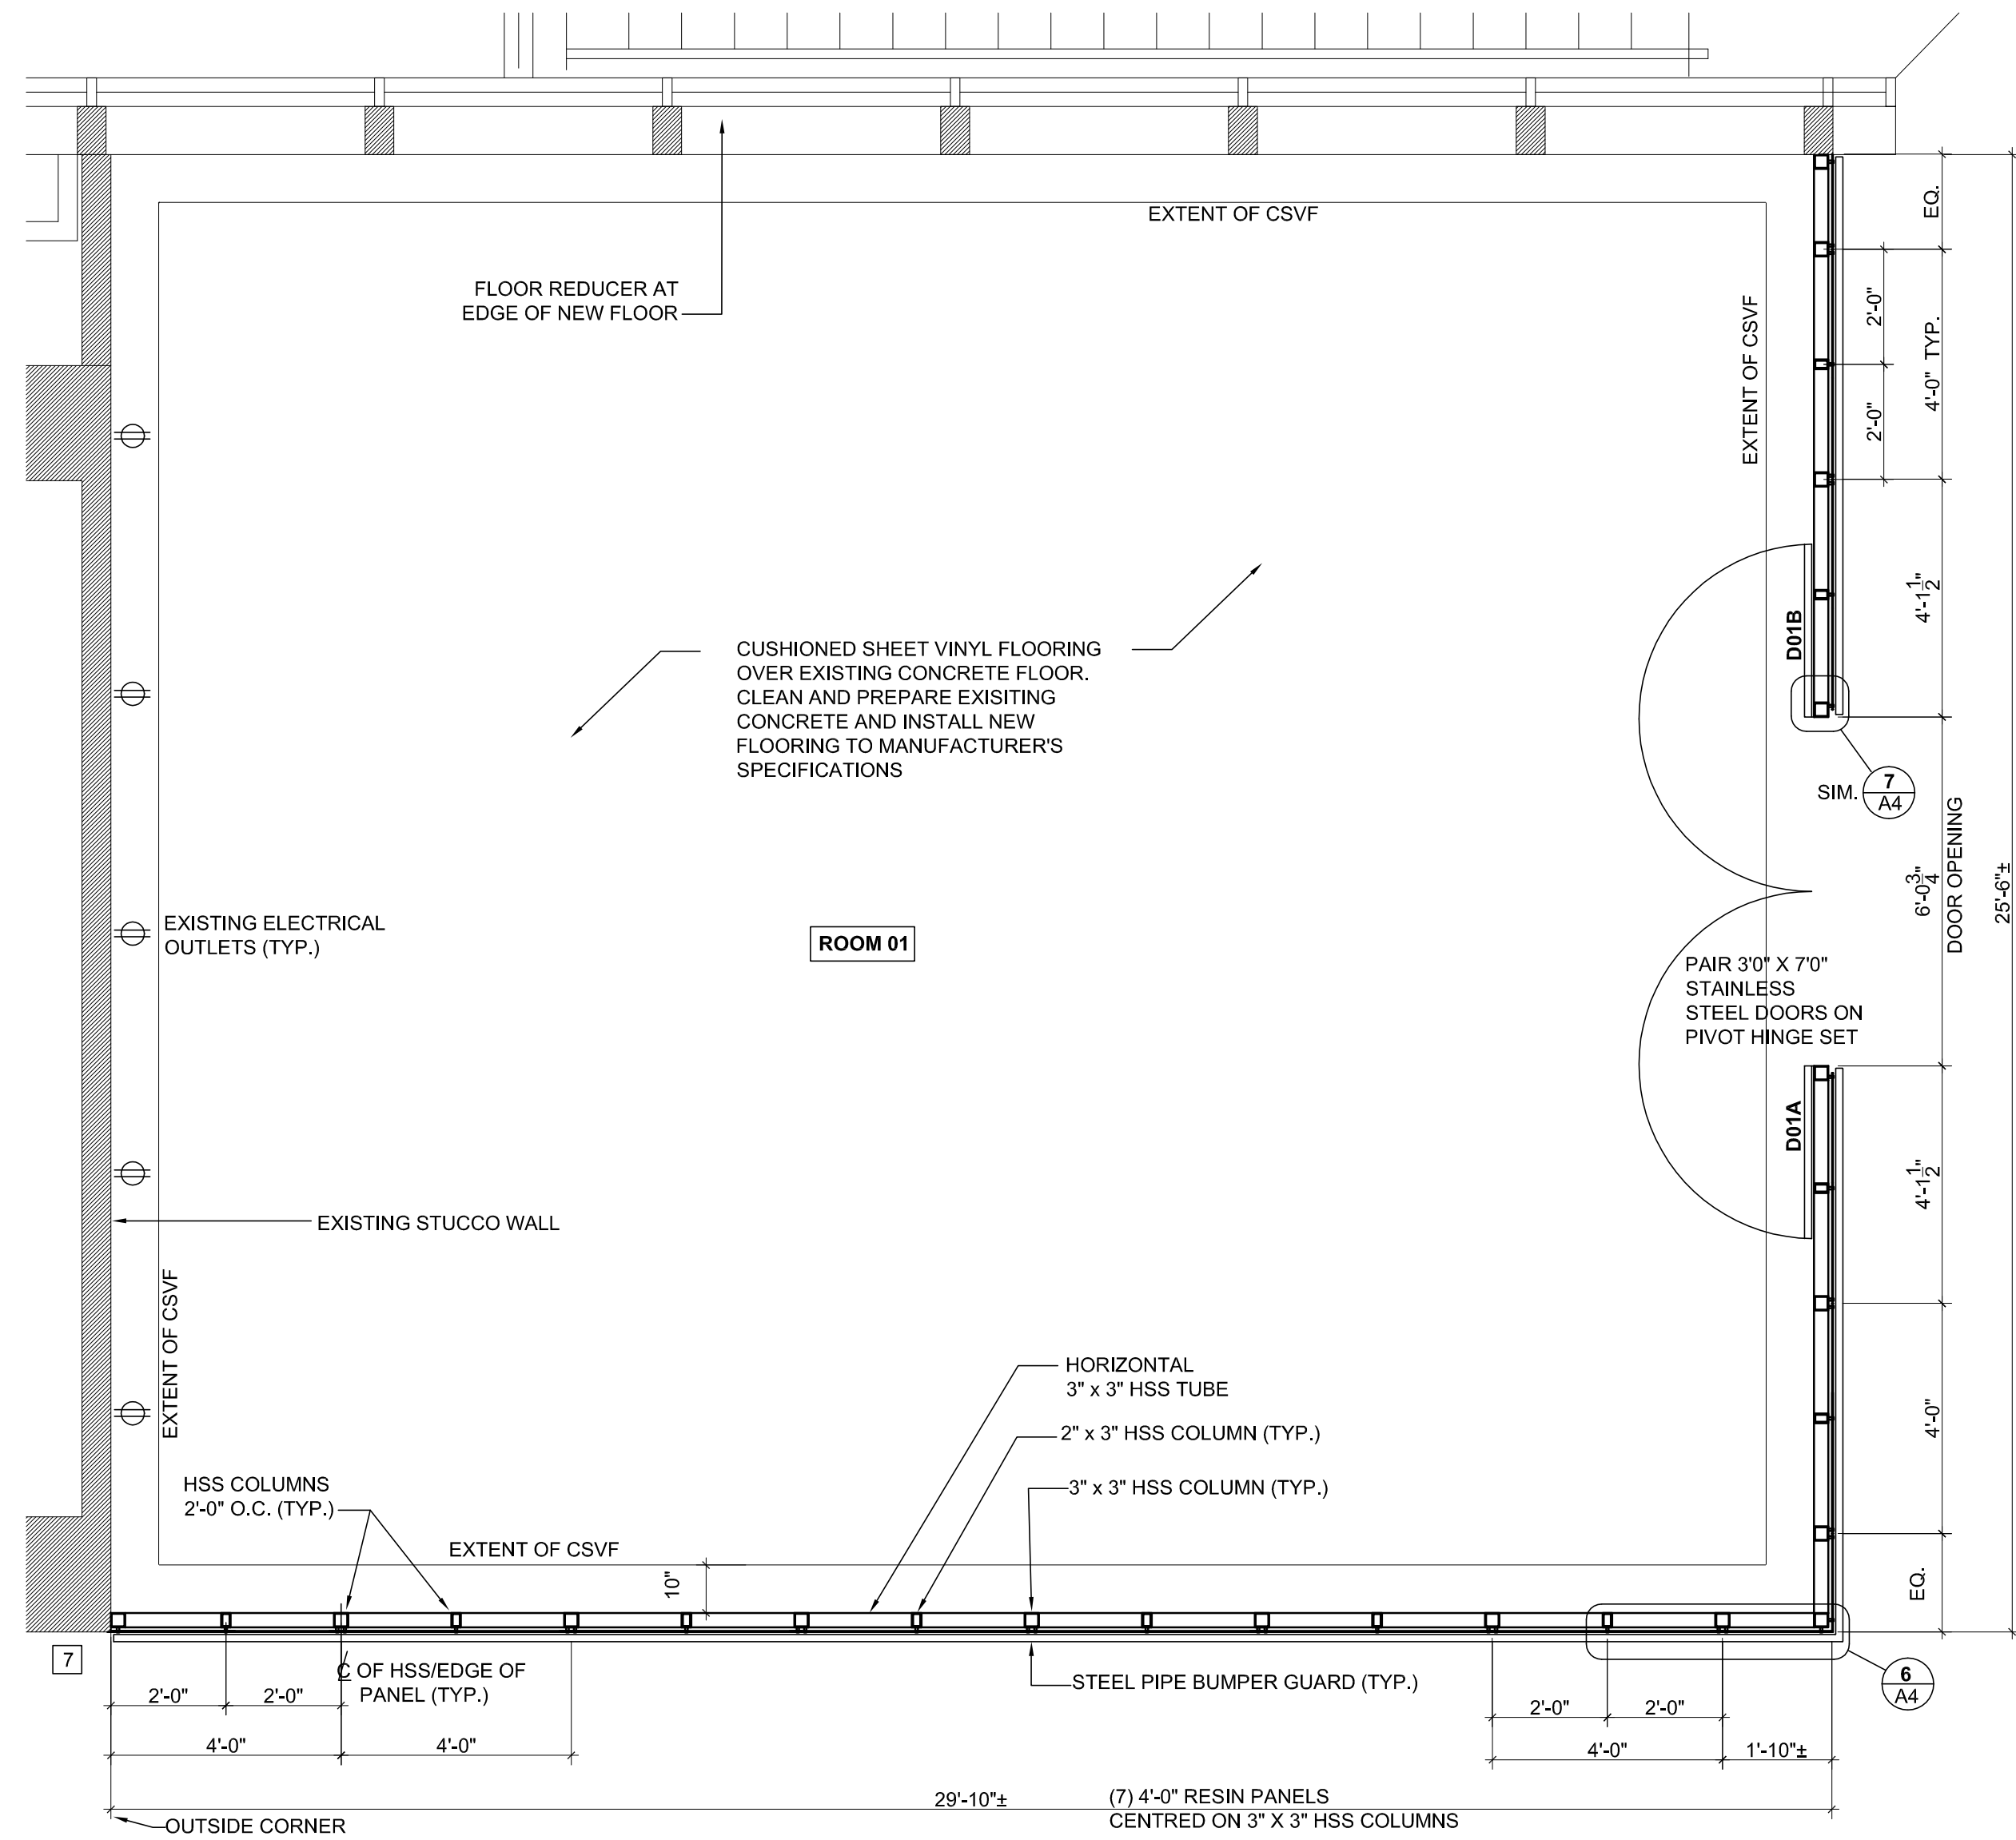 EXTENT OF CSVF
EQ.
FLOOR REDUCER AT
EDGE OF NEW FLOOR
EXTENT OF CSVF
2'-0"
4'-0" TYP.
2'-0"
4'-1 1/2"
D01B
CUSHIONED SHEET VINYL FLOORING
OVER EXISTING CONCRETE FLOOR.
CLEAN AND PREPARE EXISITING
CONCRETE AND INSTALL NEW
FLOORING TO MANUFACTURER'S
SPECIFICATIONS
SIM.
7
A4
6'-0 3/4"
DOOR OPENING
25'-6"±
EXISTING ELECTRICAL
OUTLETS (TYP.)
ROOM 01
PAIR 3'0" X 7'0"
STAINLESS
STEEL DOORS ON
PIVOT HINGE SET
D01A
4'-1 1/2"
EXISTING STUCCO WALL
EXTENT OF CSVF
HORIZONTAL
3" x 3" HSS TUBE
2" x 3" HSS COLUMN (TYP.)
3" x 3" HSS COLUMN (TYP.)
4'-0"
HSS COLUMNS
2'-0" O.C. (TYP.)
EXTENT OF CSVF
10"
EQ.
7
C OF HSS/EDGE OF
PANEL (TYP.)
STEEL PIPE BUMPER GUARD (TYP.)
6
A4
2'-0"
2'-0"
2'-0"
2'-0"
4'-0"
4'-0"
4'-0"
1'-10"±
29'-10"±
(7) 4'-0" RESIN PANELS
CENTRED ON 3" X 3" HSS COLUMNS
OUTSIDE CORNER